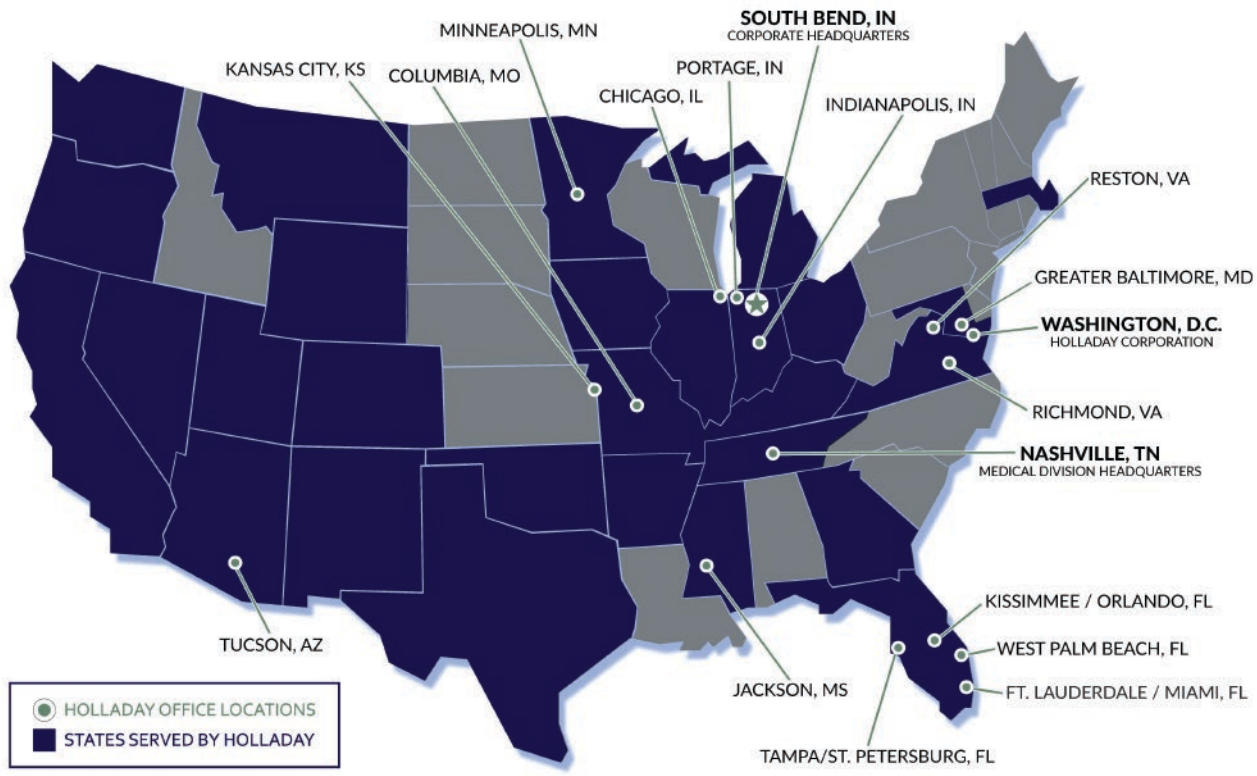 SOUTH BEND, IN
CORPORATE HEADQUARTERS
MINNEAPOLIS, MN
KANSAS CITY, KS
COLUMBIA, MO
PORTAGE, IN
CHICAGO, IL
INDIANAPOLIS, IN
RESTON, VA
GREATER BALTIMORE, MD
WASHINGTON, D.C.
HOLLADAY CORPORATION
RICHMOND, VA
NASHVILLE, TN
MEDICAL DIVISION HEADQUARTERS
KISSIMMEE / ORLANDO, FL
WEST PALM BEACH, FL
FT. LAUDERDALE / MIAMI, FL
TAMPA/ST. PETERSBURG, FL
JACKSON, MS
TUCSON, AZ
HOLLADAY OFFICE LOCATIONS
STATES SERVED BY HOLLADAY